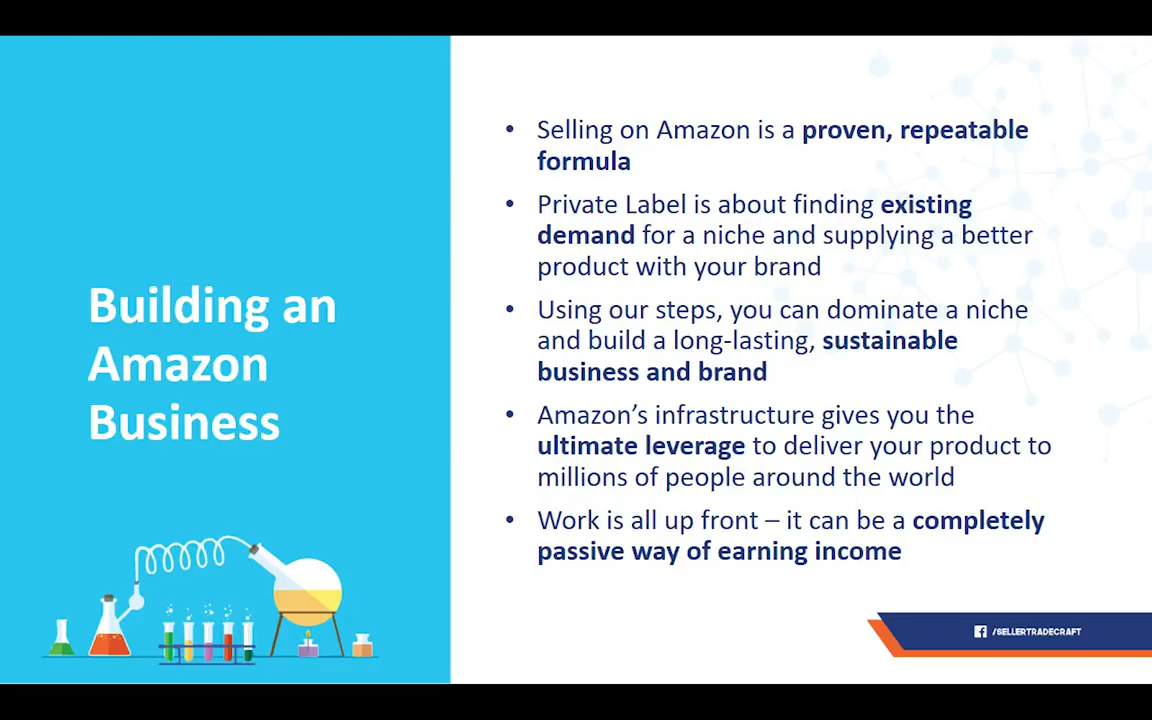 Building an
Amazon
Business
• Selling on Amazon is a proven, repeatable
formula
• Private Label is about finding existing
demand for a niche and supplying a better
product with your brand
• Using our steps, you can dominate a niche
and build a long-lasting, sustainable
business and brand
• Amazon’s infrastructure gives you the
ultimate leverage to deliver your product to
millions of people around the world
• Work is all up front – it can be a completely
passive way of earning income
/SELLERTRADECRAFT